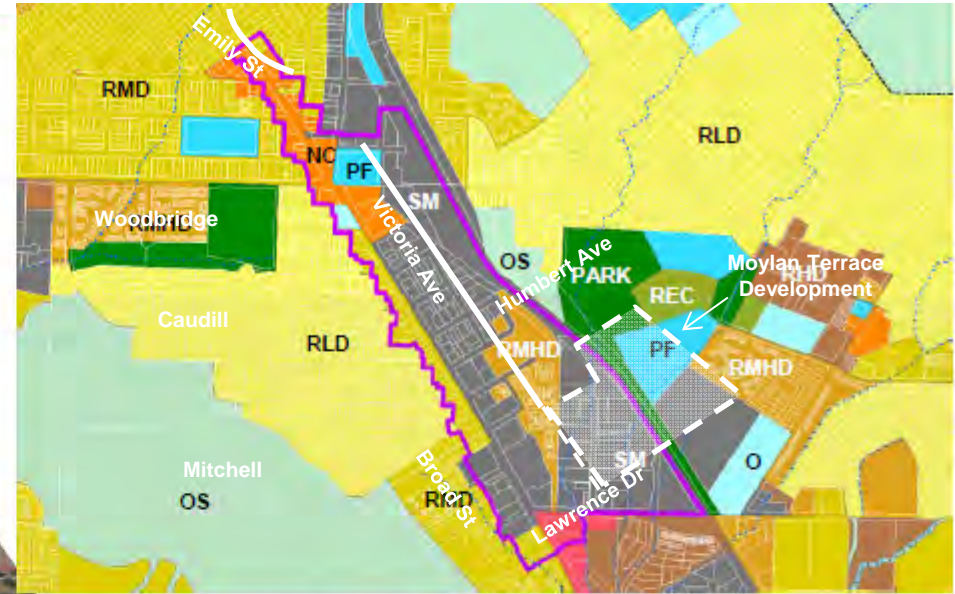 Emily St
RMD
RLD
NC
PF
SM
Victoria Ave
Woodbridge
RMHD
OS
Humbert Ave
PARK
REC
Moylan Terrace
Development
RHD
Caudill
RLD
RMHD
PF
RMHD
Mitchell
OS
Broad St
RMD
SM
Lawrence Dr
O